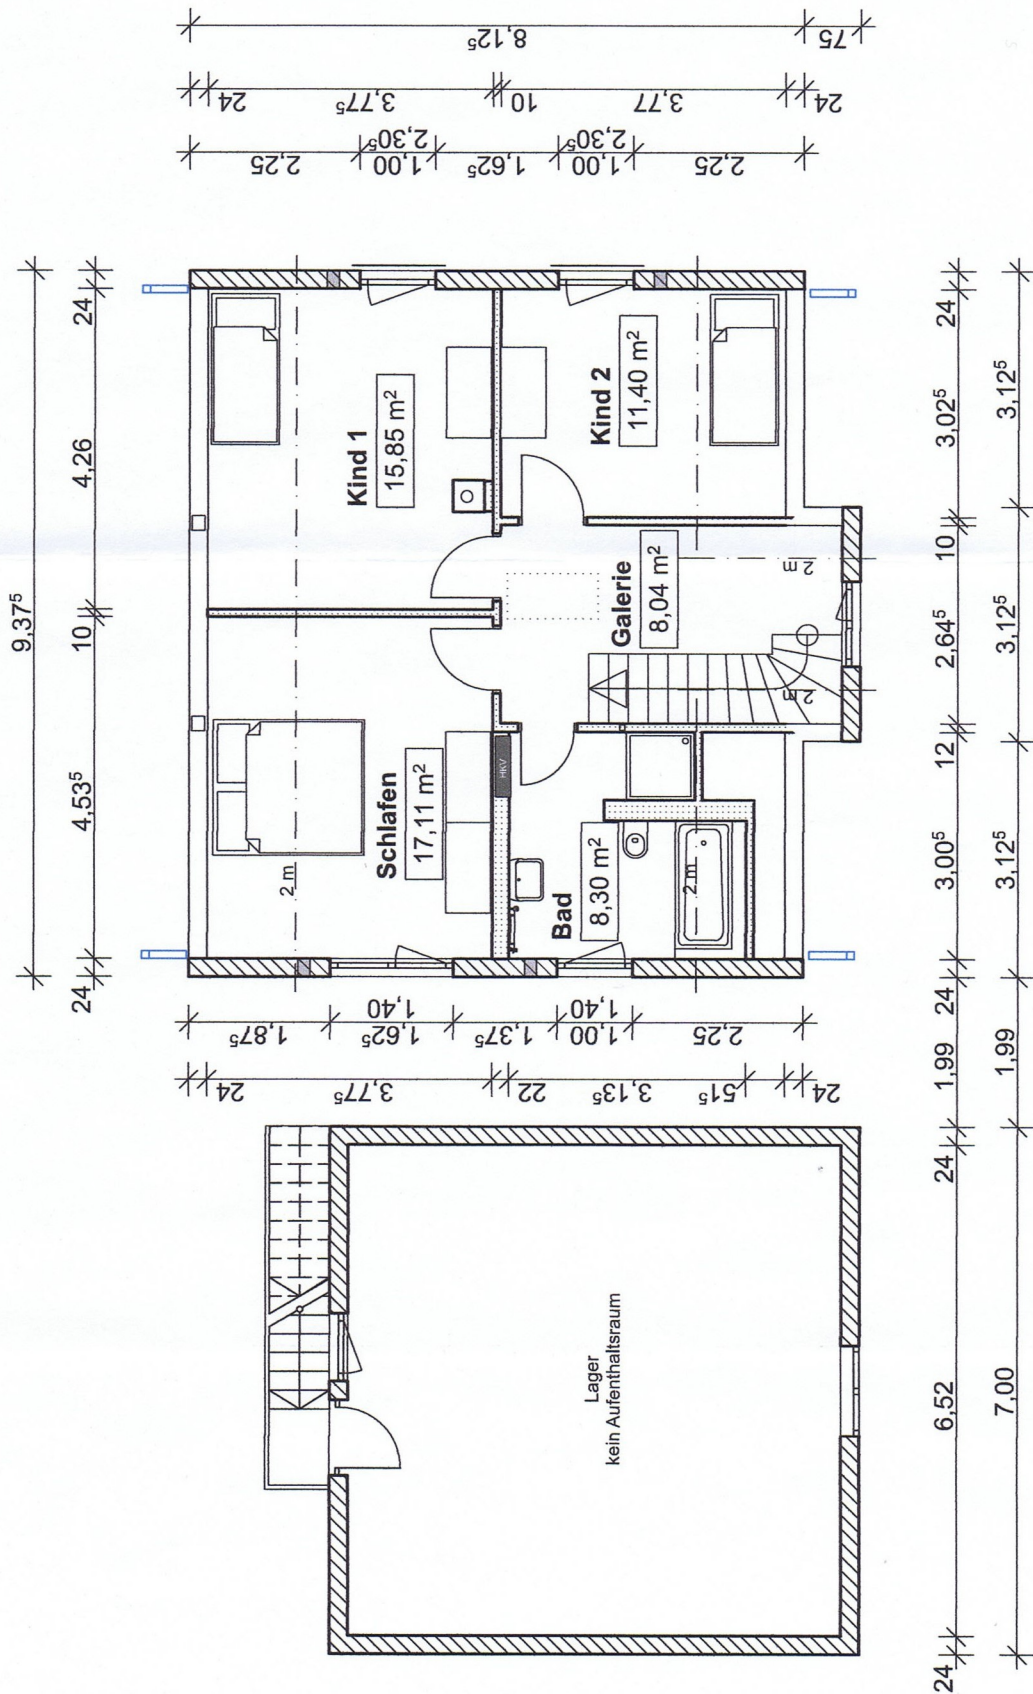 8,12⁵
75
24
3,77⁵
10
3,77
24
2,25
1,00
2,30⁵
1,62⁵
1,00
2,30⁵
2,25
9,37⁵
24
4,53⁵
10
4,26
24
Schlafen
17,11 m²
2 m
Kind 1
15,85 m²
Bad
8,30 m²
2 m
HKV
Galerie
8,04 m²
2 m
2 m
Kind 2
11,40 m²
1,87⁵
1,62⁵
1,40
1,37⁵
1,00
1,40
2,25
24
3,77⁵
22
3,13⁵
51⁵
24
Lager
kein Aufenthaltsraum
24
6,52
24
1,99
24
3,00⁵
12
2,64⁵
10
3,02⁵
24
7,00
1,99
3,12⁵
3,12⁵
3,12⁵